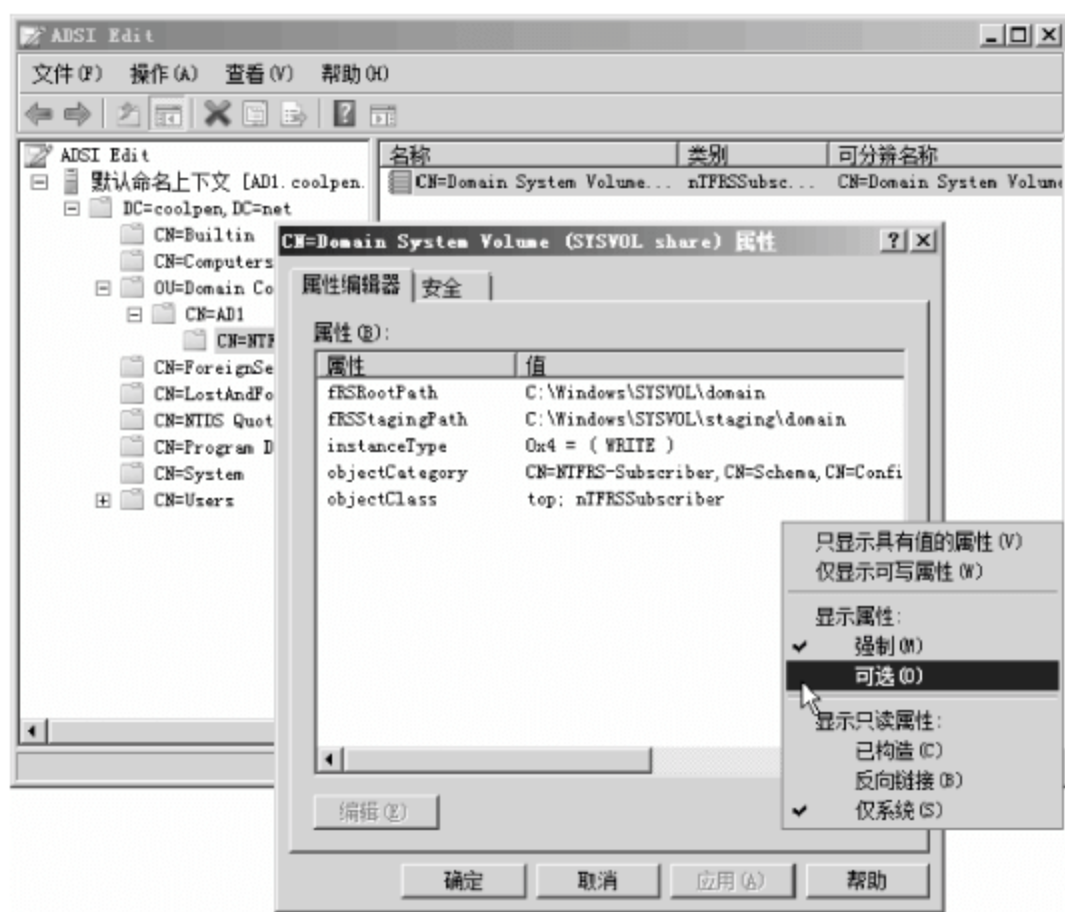 ADSI Edit
文件(F) 操作(A) 查看(V) 帮助(H)
ADSI Edit
默认命名上下文 [AD1.coolpen.
DC=coolpen,DC=net
CN=Builtin
CN=Computers
OU=Domain Co
CN=AD1
CN=NTF
CN=ForeignSe
CN=LostAndFo
CN=NTDS Quot
CN=Program D
CN=System
CN=Users
名称 类别 可分辨名称
CN=Domain System Volume... nTFRSSubsc... CN=Domain System Volume
CN=Domain System Volume (SYSVOL share) 属性
属性编辑器 安全
属性(B):
属性 值
fRSRootPath C:\Windows\SYSVOL\domain
fRSStagingPath C:\Windows\SYSVOL\staging\domain
instanceType 0x4 = ( WRITE )
objectCategory CN=NTFRS-Subscriber,CN=Schema,CN=Confi
objectClass top; nTFRSSubscriber
只显示具有值的属性(V)
仅显示可写属性(W)
显示属性:
强制(M)
可选(O)
显示只读属性:
已构造(C)
反向链接(B)
仅系统(S)
编辑(E)
确定 取消 应用(A) 帮助